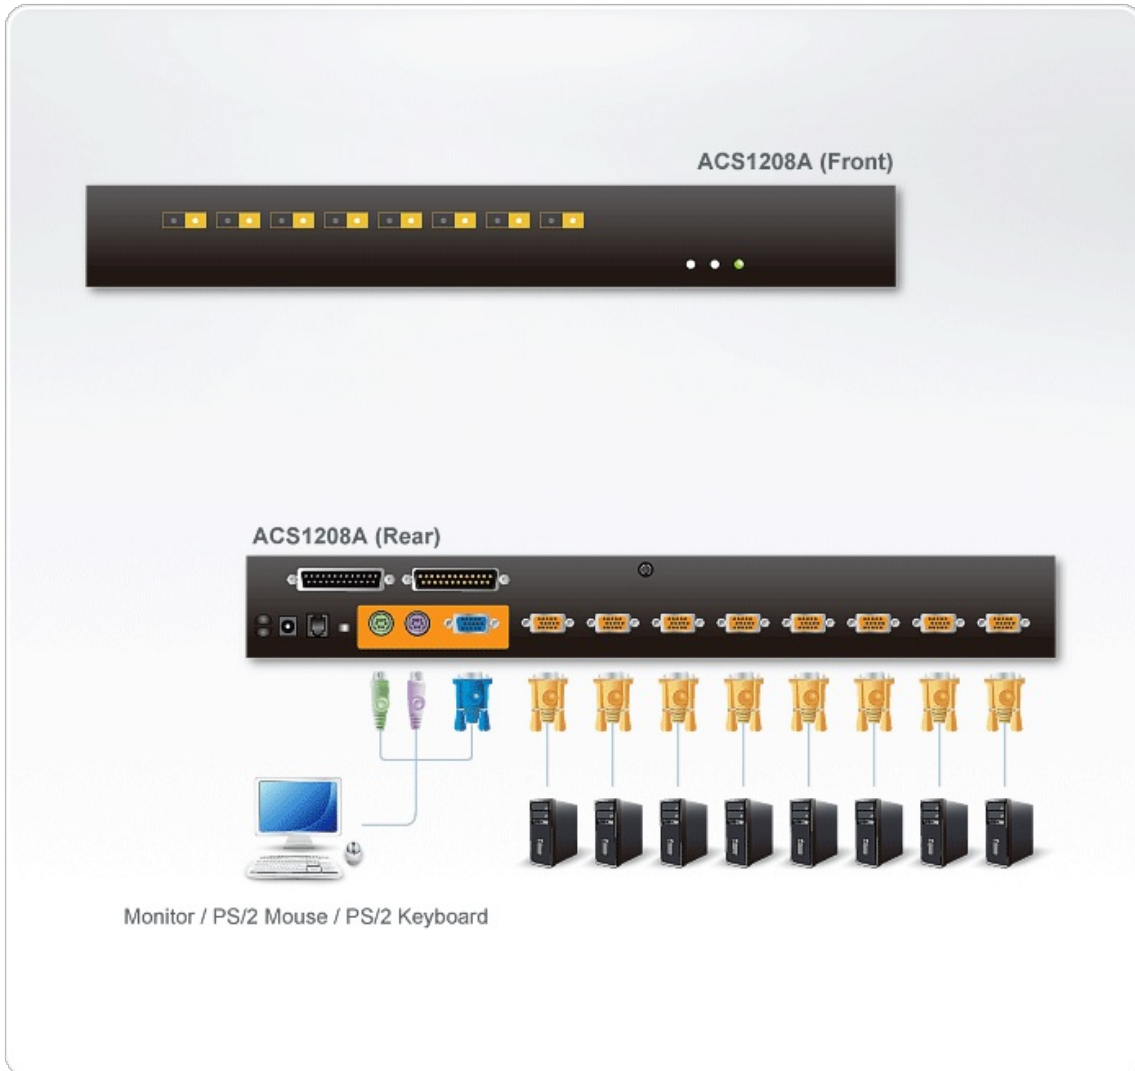 ACS1208A (Front)
ACS1208A (Rear)
Monitor / PS/2 Mouse / PS/2 Keyboard